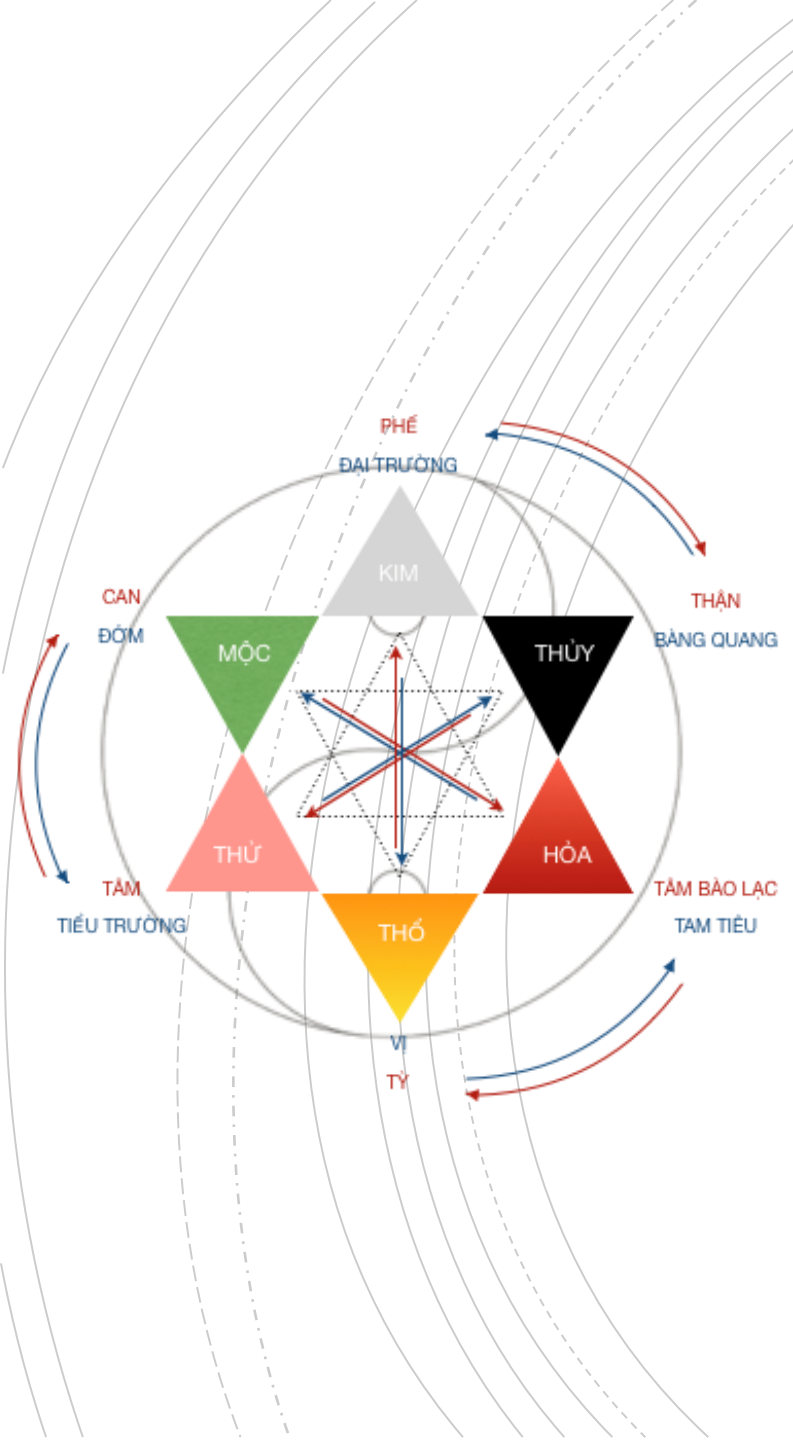 PHẾ
ĐẠI TRƯỜNG
KIM
CAN
ĐỞM
MỘC
THỦY
THẬN
BÀNG QUANG
THỬ
HỎA
TÂM
TIỂU TRƯỜNG
TÂM BÀO LẠC
TAM TIÊU
THỔ
VỊ
TỲ